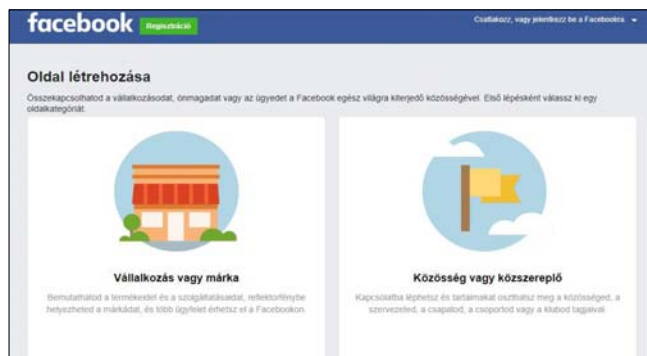 facebook Regisztráció
Csatlakozz, vagy jelentkezz be a Facebookra
Oldal létrehozása
Összekapcsolhatod a vállalkozásodat, önmagadat vagy az ügyedet a Facebook egész világra kiterjedő közösségével. Első lépésként válassz ki egy
oldalkategóriát.
Vállalkozás vagy márka
Bemutathatod a termékeidet és a szolgáltatásaidat, reflektorfénybe
helyezheted a márkádat, és több ügyfelet érhetsz el a Facebookon.
Közösség vagy közszereplő
Kapcsolatba léphetsz és tartalmakat oszthatsz meg a közösséged, a
szervezeted, a csapatod, a csoportod vagy a klubod tagjaival.